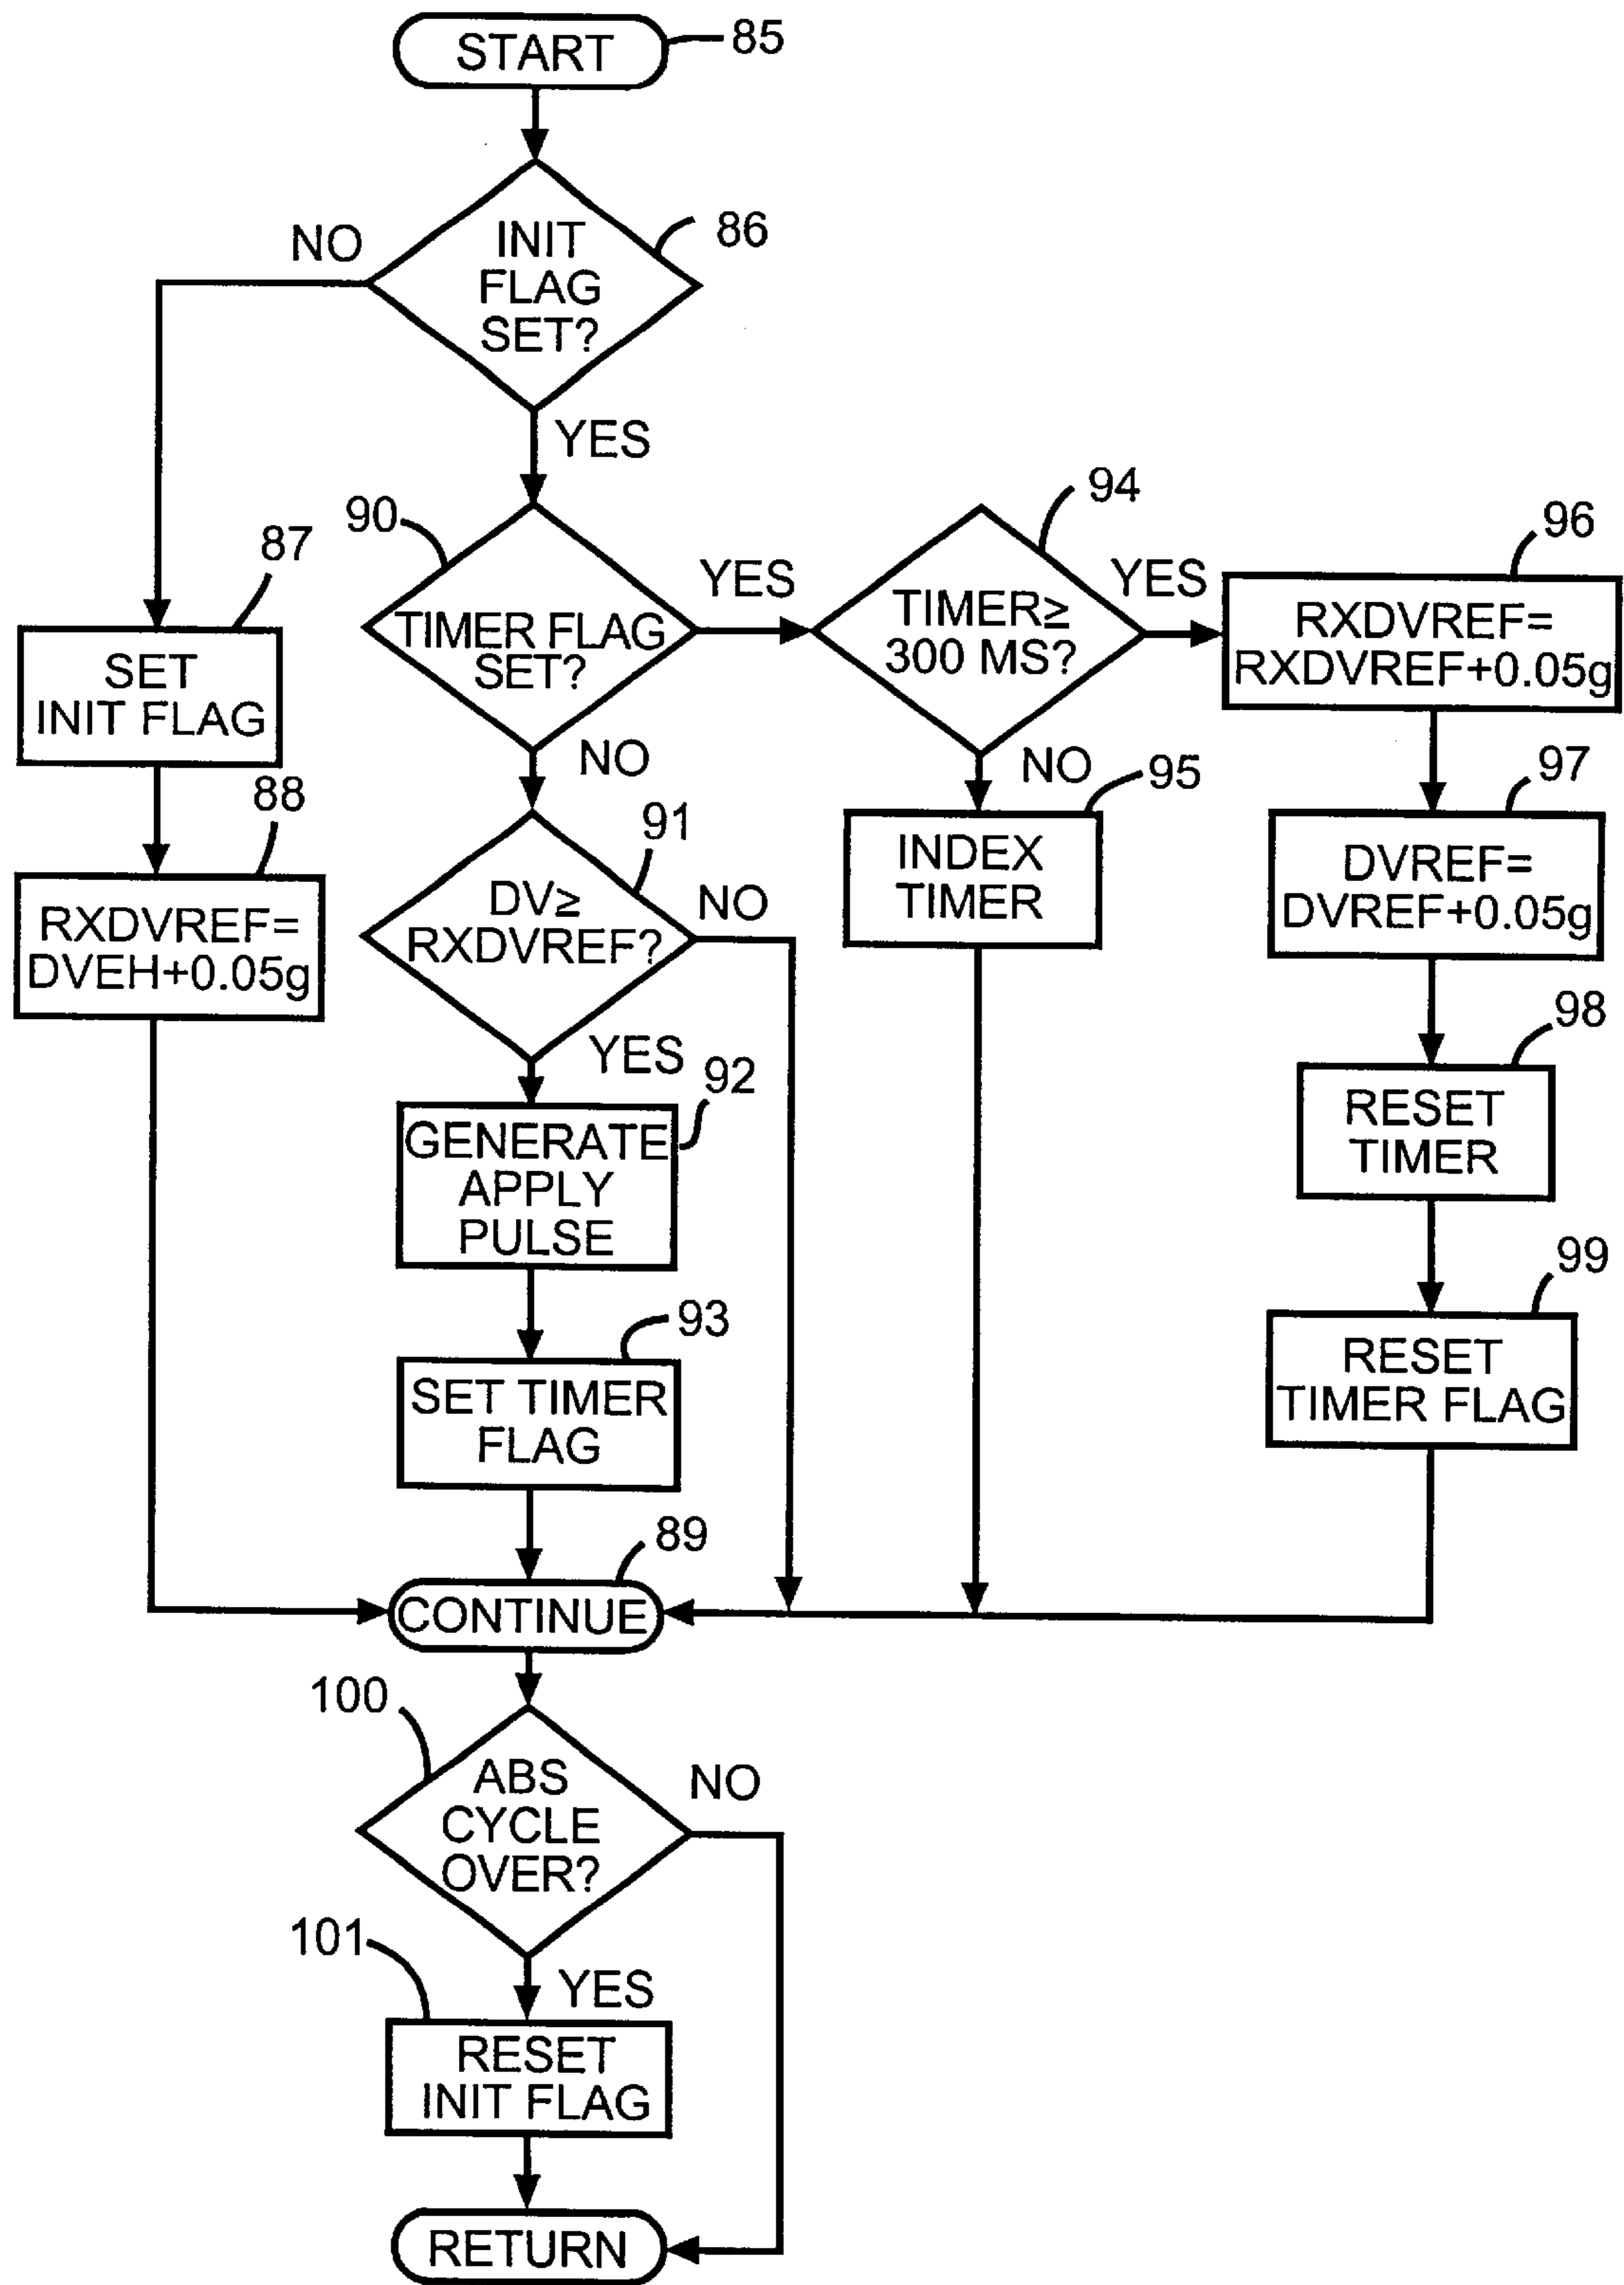 START
85
INIT
FLAG
SET?
86
NO
YES
87
SET
INIT FLAG
88
RXDVREF=
DVEH+0.05g
90
TIMER FLAG
SET?
YES
NO
94
TIMER≥
300 MS?
YES
NO
96
RXDVREF=
RXDVREF+0.05g
95
INDEX
TIMER
97
DVREF=
DVREF+0.05g
91
DV≥
RXDVREF?
NO
YES
92
GENERATE
APPLY
PULSE
98
RESET
TIMER
93
SET TIMER
FLAG
99
RESET
TIMER FLAG
89
CONTINUE
100
ABS
CYCLE
OVER?
NO
YES
101
RESET
INIT FLAG
RETURN